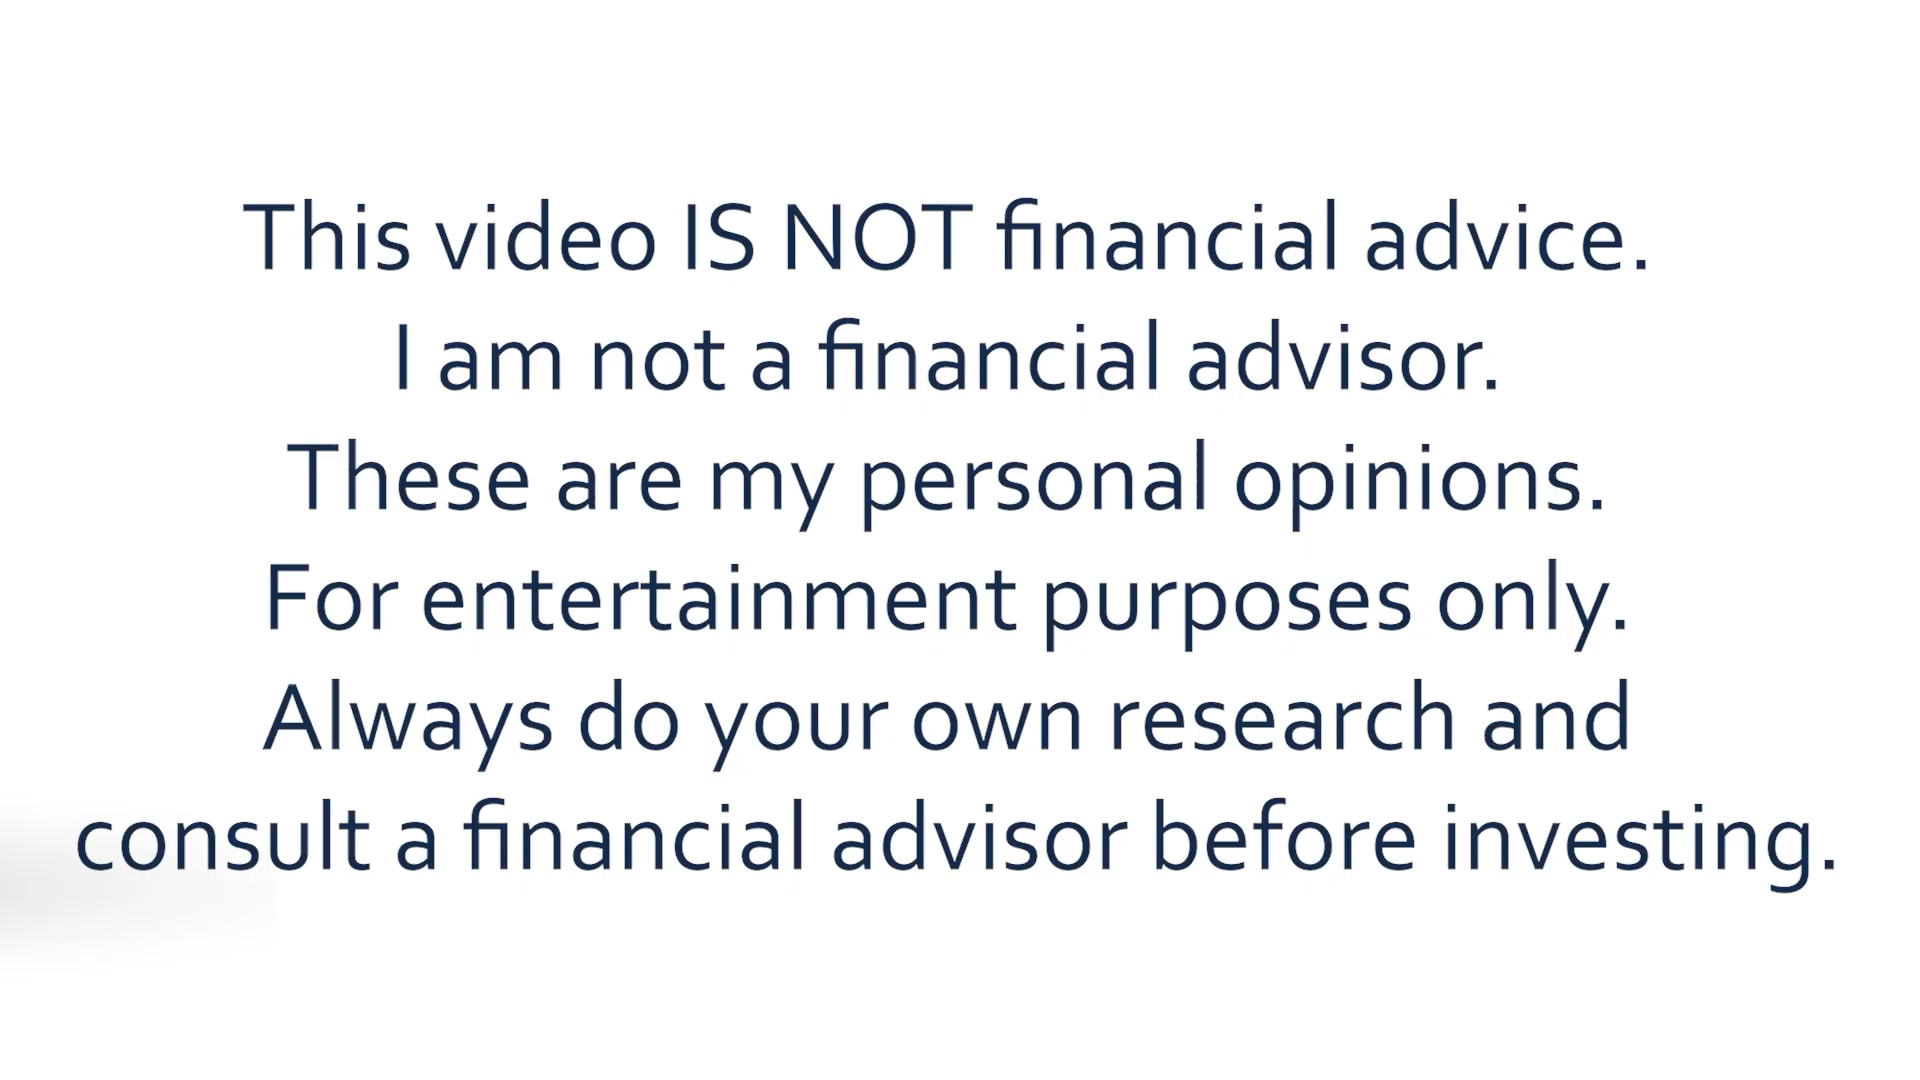 This video IS NOT financial advice.
I am not a financial advisor.
These are my personal opinions.
For entertainment purposes only.
Always do your own research and
consult a financial advisor before investing.